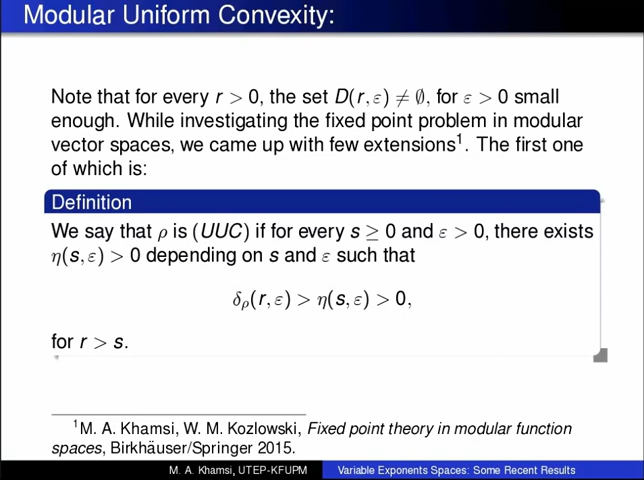 Modular Uniform Convexity:
Note that for every r > 0, the set D(r, ε) ≠ ∅, for ε > 0 small
enough. While investigating the fixed point problem in modular
vector spaces, we came up with few extensions¹. The first one
of which is:
Definition
We say that ρ is (UUC) if for every s ≥ 0 and ε > 0, there exists
η(s, ε) > 0 depending on s and ε such that
δρ(r, ε) > η(s, ε) > 0,
for r > s.
¹M. A. Khamsi, W. M. Kozlowski, Fixed point theory in modular function
spaces, Birkhäuser/Springer 2015.
M. A. Khamsi, UTEP-KFUPM Variable Exponents Spaces: Some Recent Results